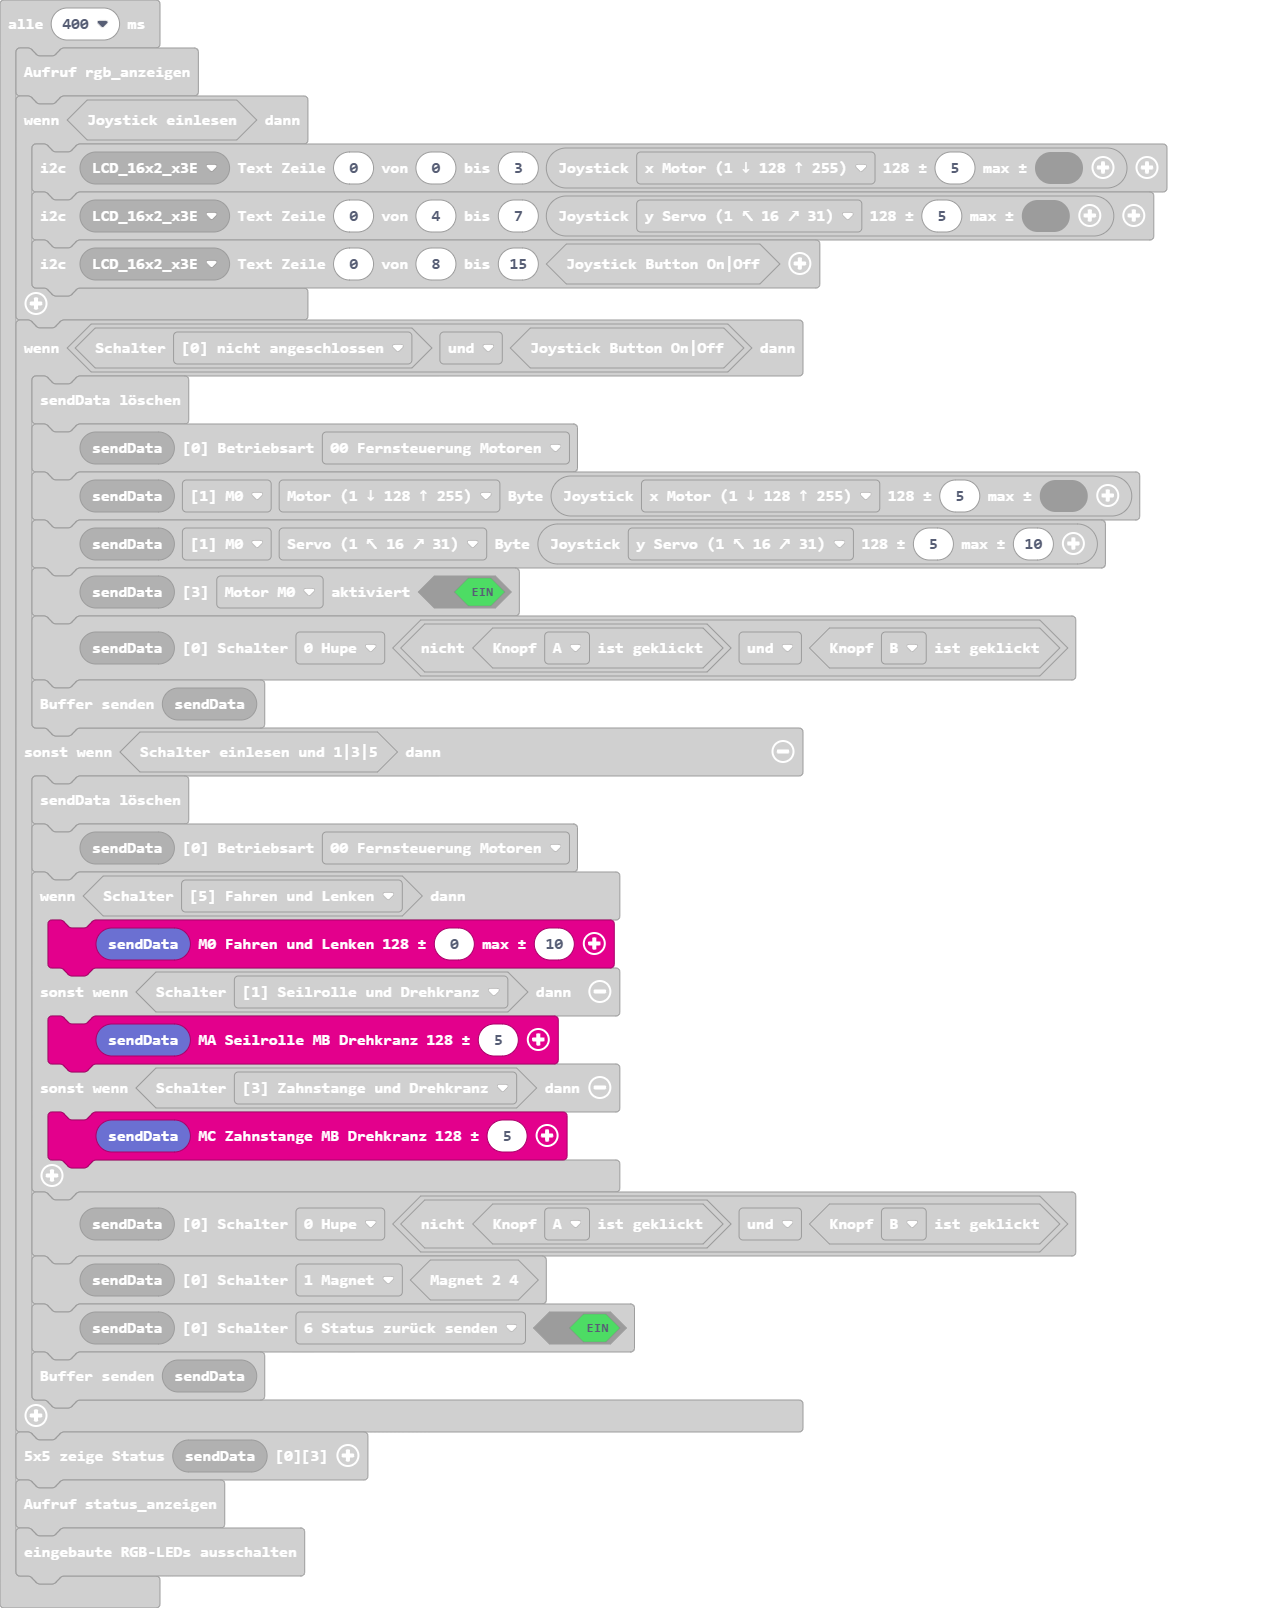 alle 400 ms
Aufruf rgb_anzeigen
wenn Joystick einlesen dann
i2c LCD_16x2_x3E Text Zeile 0 von 0 bis 3 Joystick x Motor (1 ↓ 128 ↑ 255) 128 ± 5 max ±
i2c LCD_16x2_x3E Text Zeile 0 von 4 bis 7 Joystick y Servo (1 ↖ 16 ↗ 31) 128 ± 5 max ±
i2c LCD_16x2_x3E Text Zeile 0 von 8 bis 15 Joystick Button On|Off
wenn Schalter [0] nicht angeschlossen und Joystick Button On|Off dann
sendData löschen
sendData [0] Betriebsart 00 Fernsteuerung Motoren
sendData [1] M0 Motor (1 ↓ 128 ↑ 255) Byte Joystick x Motor (1 ↓ 128 ↑ 255) 128 ± 5 max ±
sendData [1] M0 Servo (1 ↖ 16 ↗ 31) Byte Joystick y Servo (1 ↖ 16 ↗ 31) 128 ± 5 max ± 10
sendData [3] Motor M0 aktiviert EIN
sendData [0] Schalter 0 Hupe nicht Knopf A ist geklickt und Knopf B ist geklickt
Buffer senden sendData
sonst wenn Schalter einlesen und 1|3|5 dann
sendData löschen
sendData [0] Betriebsart 00 Fernsteuerung Motoren
wenn Schalter [5] Fahren und Lenken dann
sendData M0 Fahren und Lenken 128 ± 0 max ± 10
sonst wenn Schalter [1] Seilrolle und Drehkranz dann
sendData MA Seilrolle MB Drehkranz 128 ± 5
sonst wenn Schalter [3] Zahnstange und Drehkranz dann
sendData MC Zahnstange MB Drehkranz 128 ± 5
sendData [0] Schalter 0 Hupe nicht Knopf A ist geklickt und Knopf B ist geklickt
sendData [0] Schalter 1 Magnet Magnet 2 4
sendData [0] Schalter 6 Status zurück senden EIN
Buffer senden sendData
5x5 zeige Status sendData [0][3]
Aufruf status_anzeigen
eingebaute RGB-LEDs ausschalten